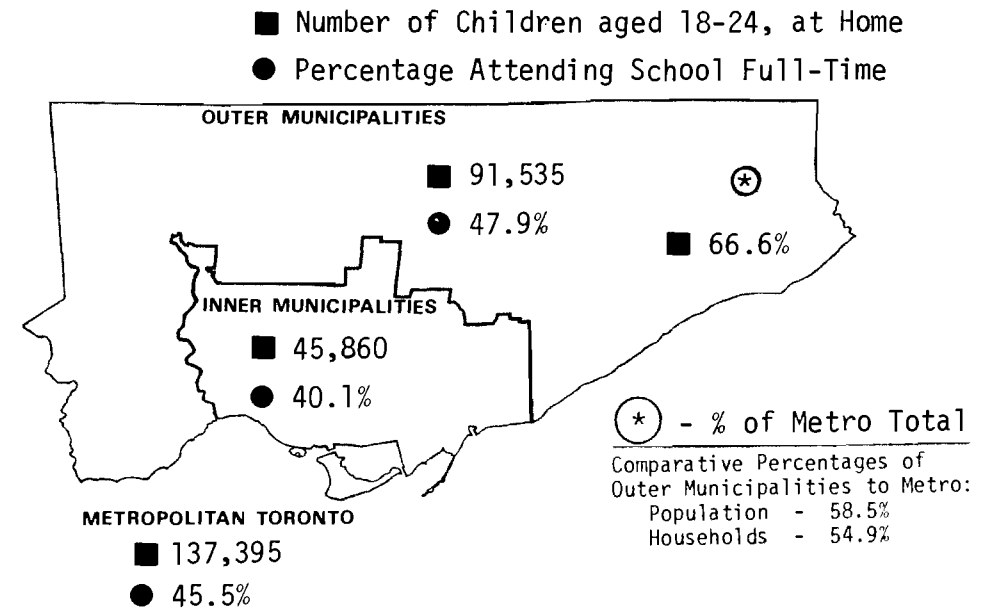 ■ Number of Children aged 18-24, at Home
● Percentage Attending School Full-Time
OUTER MUNICIPALITIES
■ 91,535
● 47.9%
(*)
■ 66.6%
INNER MUNICIPALITIES
■ 45,860
● 40.1%
(*) - % of Metro Total
Comparative Percentages of
Outer Municipalities to Metro:
Population - 58.5%
Households - 54.9%
METROPOLITAN TORONTO
■ 137,395
● 45.5%